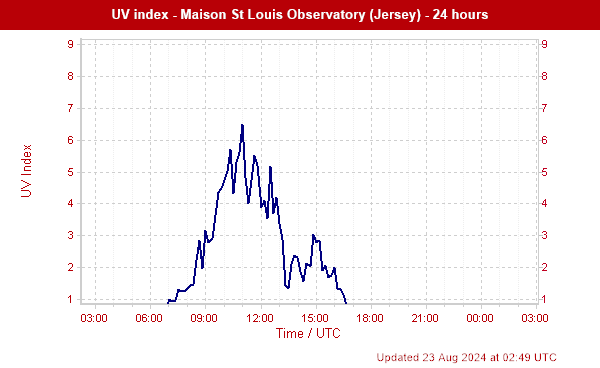 UV index - Maison St Louis Observatory (Jersey) - 24 hours
9 9
8 8
7 7
6 6
5 5
4 4
3 3
2 2
1 1
UV Index
03:00 06:00 09:00 12:00 15:00 18:00 21:00 00:00 03:00
Time / UTC
Updated 23 Aug 2024 at 02:49 UTC